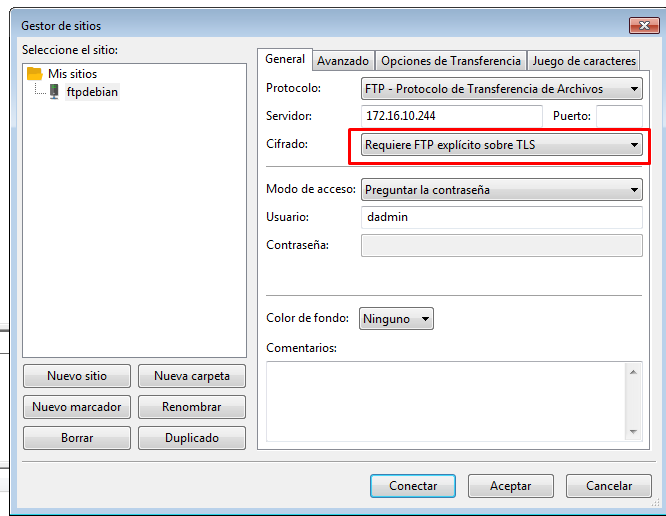 Gestor de sitios
Seleccione el sitio:
Mis sitios
ftpdebian
Nuevo sitio
Nueva carpeta
Nuevo marcador
Renombrar
Borrar
Duplicado
General
Avanzado
Opciones de Transferencia
Juego de caracteres
Protocolo: FTP - Protocolo de Transferencia de Archivos
Servidor: 172.16.10.244 Puerto:
Cifrado: Requiere FTP explícito sobre TLS
Modo de acceso: Preguntar la contraseña
Usuario: dadmin
Contraseña:
Color de fondo: Ninguno
Comentarios:
Conectar
Aceptar
Cancelar